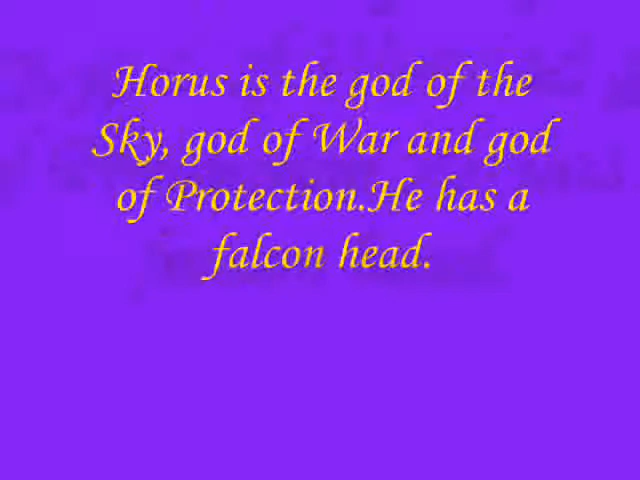 Horus is the god of the
Sky, god of War and god
of Protection.He has a
falcon head.